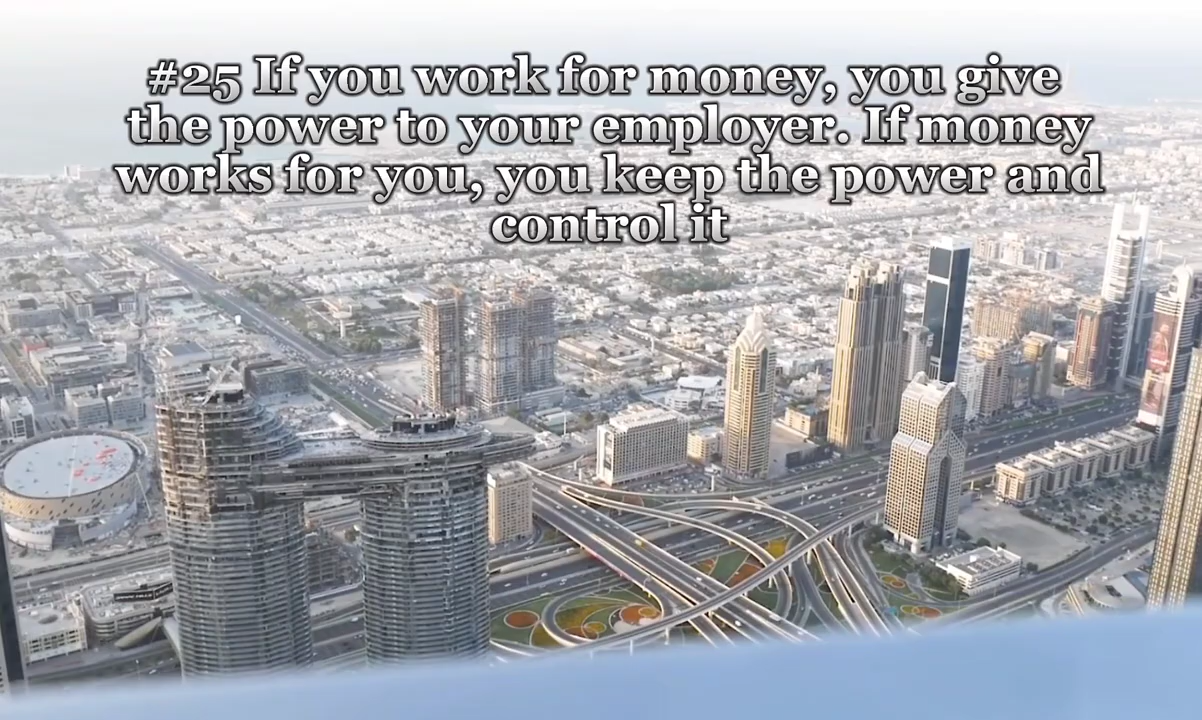 #25 If you work for money, you give
the power to your employer. If money
works for you, you keep the power and
control it